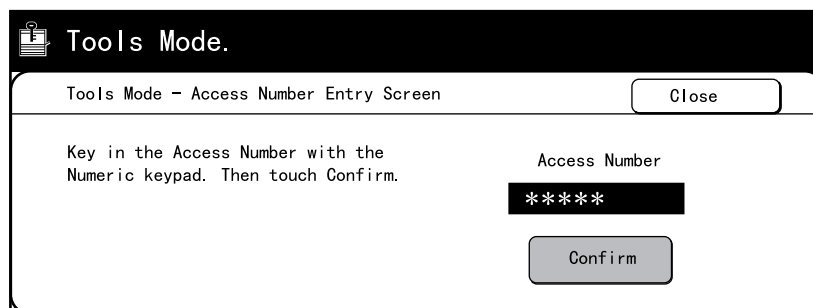 Tools Mode.
Tools Mode - Access Number Entry Screen
Close
Key in the Access Number with the
Numeric keypad. Then touch Confirm.
Access Number
*****
Confirm